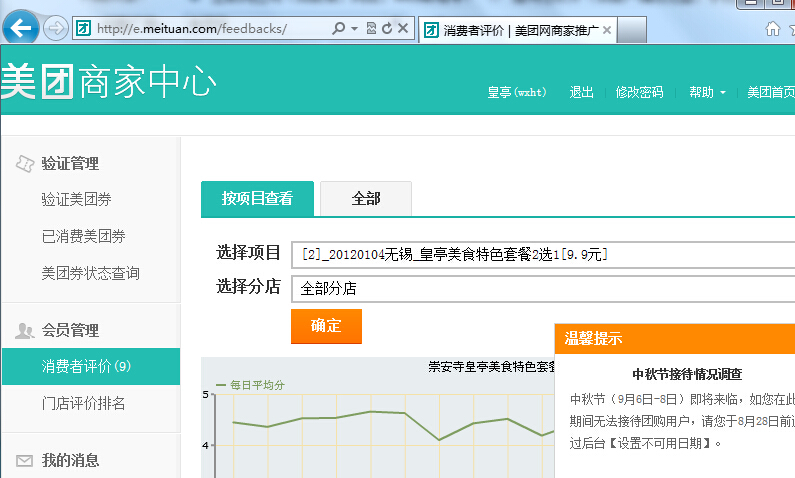 http://e.meituan.com/feedbacks/
消费者评价 | 美团网商家推广
美团商家中心
皇亭(wxht) 退出 修改密码 帮助 美团首页
验证管理
验证美团券
已消费美团券
美团券状态查询
会员管理
消费者评价(9)
门店评价排名
我的消息
按项目查看 全部
选择项目 [2]_20120104无锡_皇亭美食特色套餐2选1[9.9元]
选择分店 全部分店
确定
崇安寺皇亭美食特色套餐
每日平均分
5
4
温馨提示
中秋节接待情况调查
中秋节（9月6日-8日）即将来临，如您在此
期间无法接待团购用户，请您于8月28日前通
过后台【设置不可用日期】。